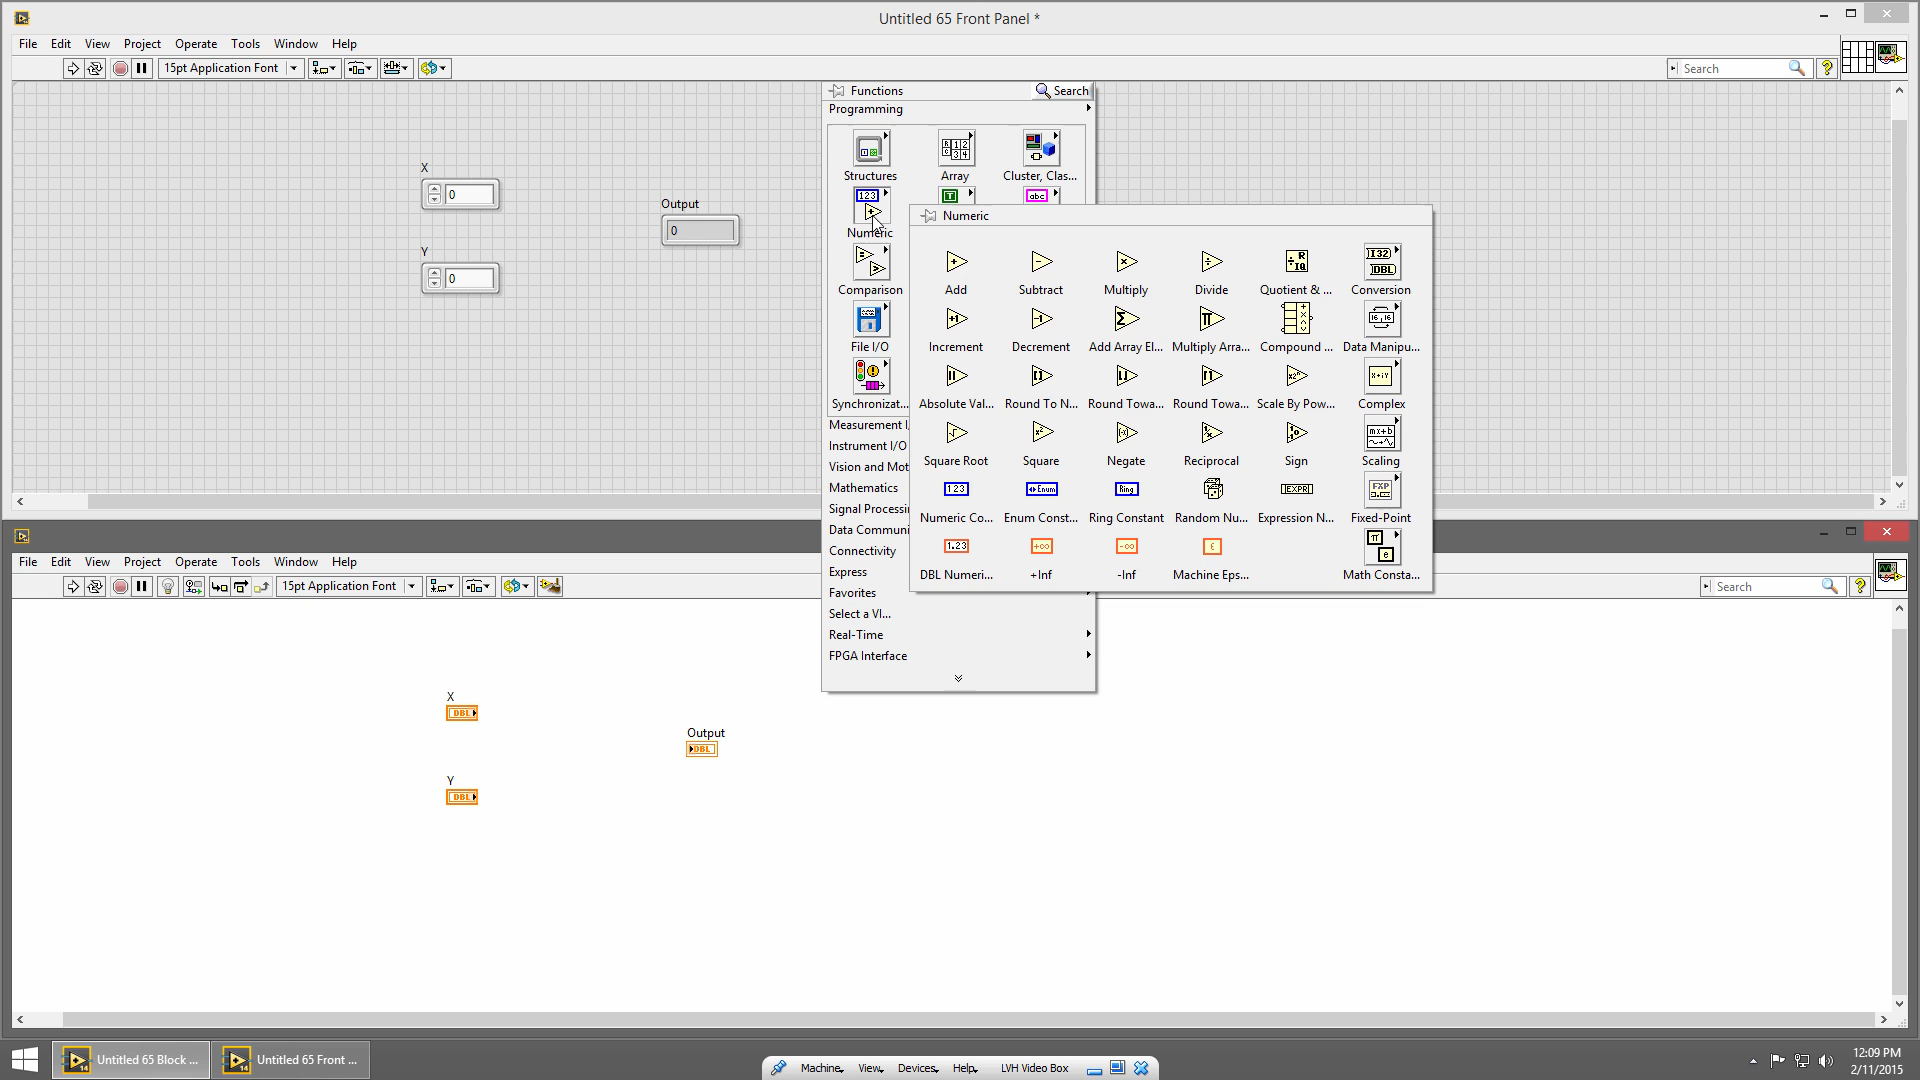 Untitled 65 Front Panel *
File Edit View Project Operate Tools Window Help
15pt Application Font
Search
?
Functions
Search
Programming
Structures Array Cluster, Clas...
Numeric
Comparison
File I/O
Synchronizat...
Measurement I,
Instrument I/O
Vision and Mot
Mathematics
Signal Processi
Data Communi
Connectivity
Express
Favorites
Select a VI...
Real-Time
FPGA Interface
X
0
Y
0
Output
0
Numeric
Add Subtract Multiply Divide Quotient & ... Conversion
Increment Decrement Add Array El... Multiply Arra... Compound ... Data Manipu...
Absolute Val... Round To N... Round Towa... Round Towa... Scale By Pow... Complex
Square Root Square Negate Reciprocal Sign Scaling
Numeric Co... Enum Const... Ring Constant Random Nu... Expression N... Fixed-Point
DBL Numeri... +Inf -Inf Machine Eps... Math Consta...
File Edit View Project Operate Tools Window Help
15pt Application Font
Search
?
X
DBL
Output
DBL
Y
DBL
Untitled 65 Block ...
Untitled 65 Front ...
Machine View Devices Help LVH Video Box
12:09 PM
2/11/2015